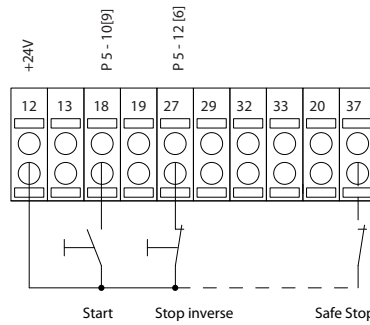 +24V
P 5 - 10[9]
P 5 - 12 [6]
12 13 18 19 27 29 32 33 20 37
Start Stop inverse Safe Stop